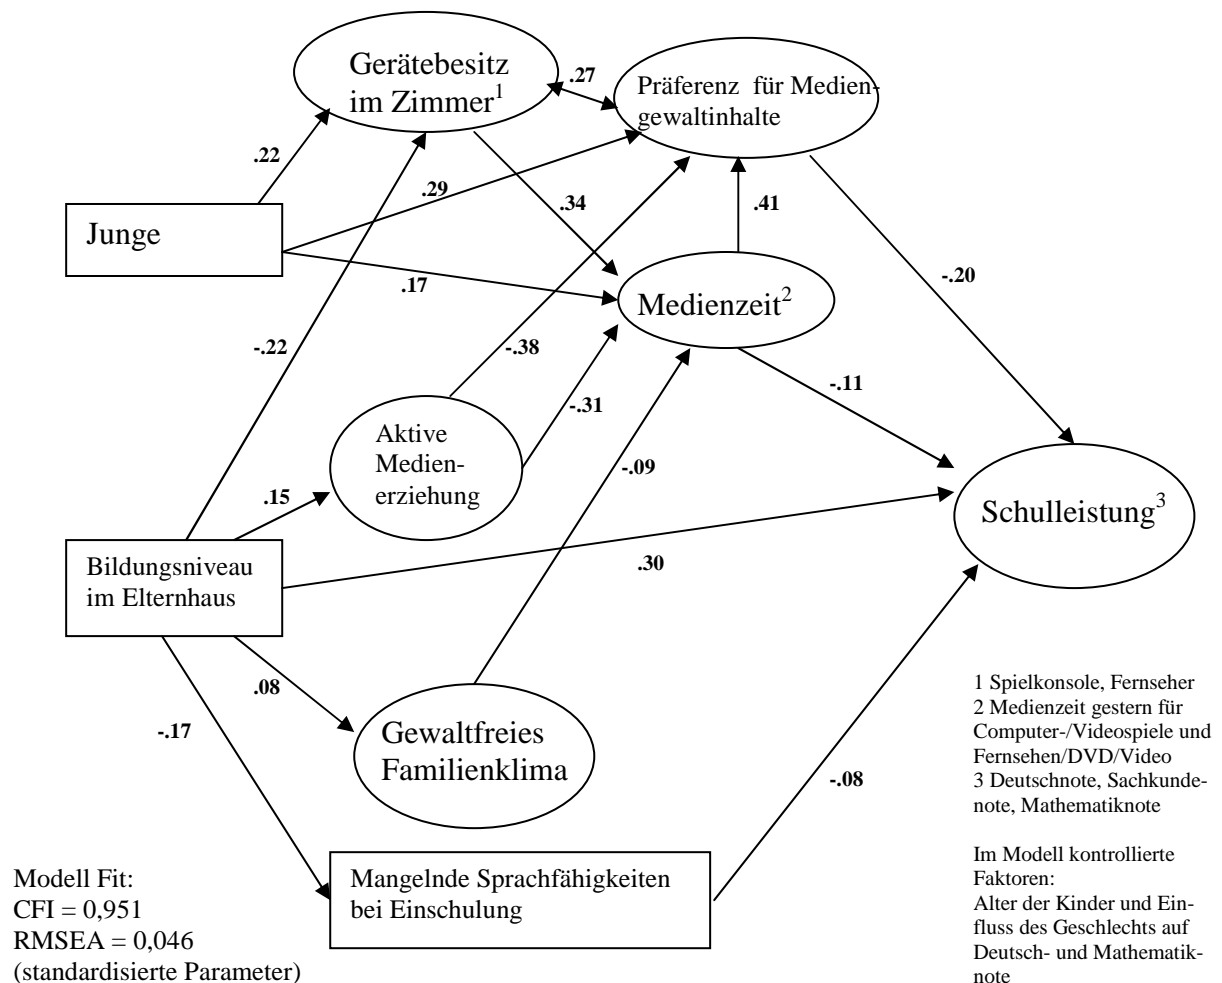 Gerätebesitz
im Zimmer¹
.27
Präferenz für Medien-
gewaltinhalte
.22
.29
.34
.41
Junge
.17
Medienzeit²
-.20
-.22
-.38
-.31
-.11
Aktive
Medien-
erziehung
-.09
.15
Schulleistung³
Bildungsniveau
im Elternhaus
.30
.08
-.17
Gewaltfreies
Familienklima
-.08
1 Spielkonsole, Fernseher
2 Medienzeit gestern für
Computer-/Videospiele und
Fernsehen/DVD/Video
3 Deutschnote, Sachkunde-
note, Mathematiknote
Mangelnde Sprachfähigkeiten
bei Einschulung
Im Modell kontrollierte
Faktoren:
Alter der Kinder und Ein-
fluss des Geschlechts auf
Deutsch- und Mathematik-
note
Modell Fit:
CFI = 0,951
RMSEA = 0,046
(standardisierte Parameter)